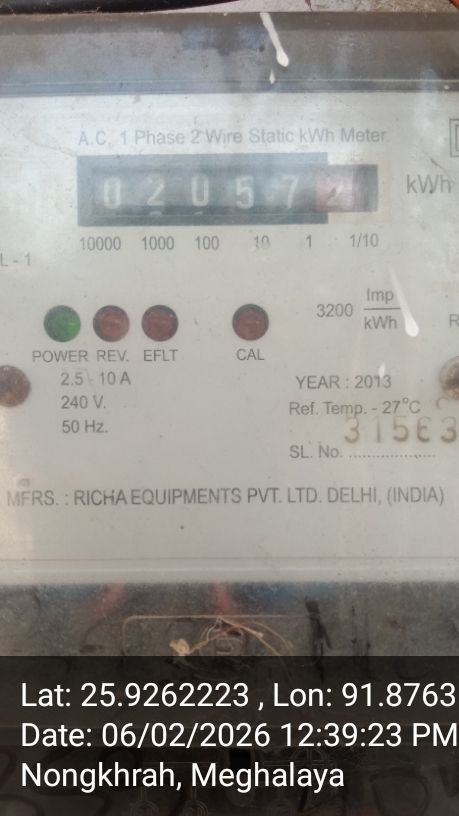 A.C. 1 Phase 2 Wire Static kWh Meter.
0 2 0 5 7
kWh
10000 1000 100 10 1 1/10
L - 1
3200 Imp
kWh
POWER REV. EFLT CAL
2.5 - 10 A
YEAR : 2013
240 V.
Ref. Temp. - 27°C
50 Hz.
SL. No.
MFRS. : RICHA EQUIPMENTS PVT. LTD. DELHI, (INDIA)
Lat: 25.9262223 , Lon: 91.8763
Date: 06/02/2026 12:39:23 PM
Nongkhrah, Meghalaya